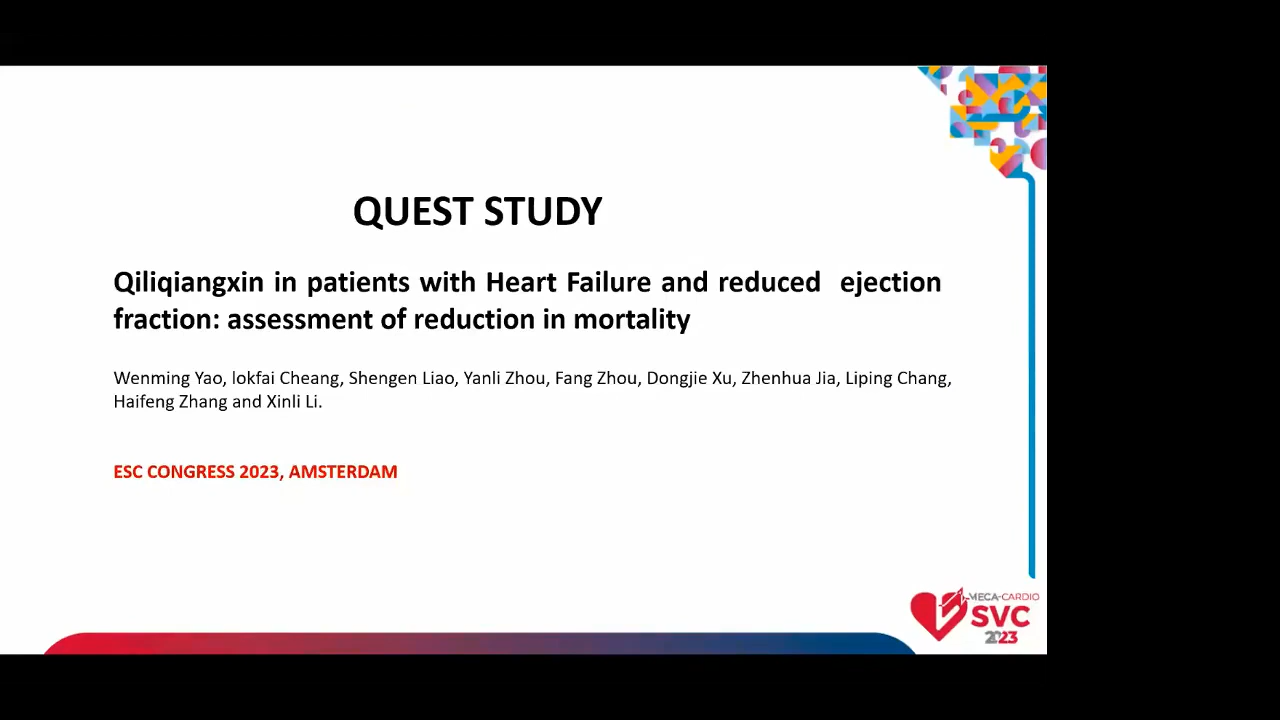 QUEST STUDY
Qiliqiangxin in patients with Heart Failure and reduced ejection
fraction: assessment of reduction in mortality
Wenming Yao, lokfai Cheang, Shengen Liao, Yanli Zhou, Fang Zhou, Dongjie Xu, Zhenhua Jia, Liping Chang,
Haifeng Zhang and Xinli Li.
ESC CONGRESS 2023, AMSTERDAM
MECA-CARDIO
SVC
2023